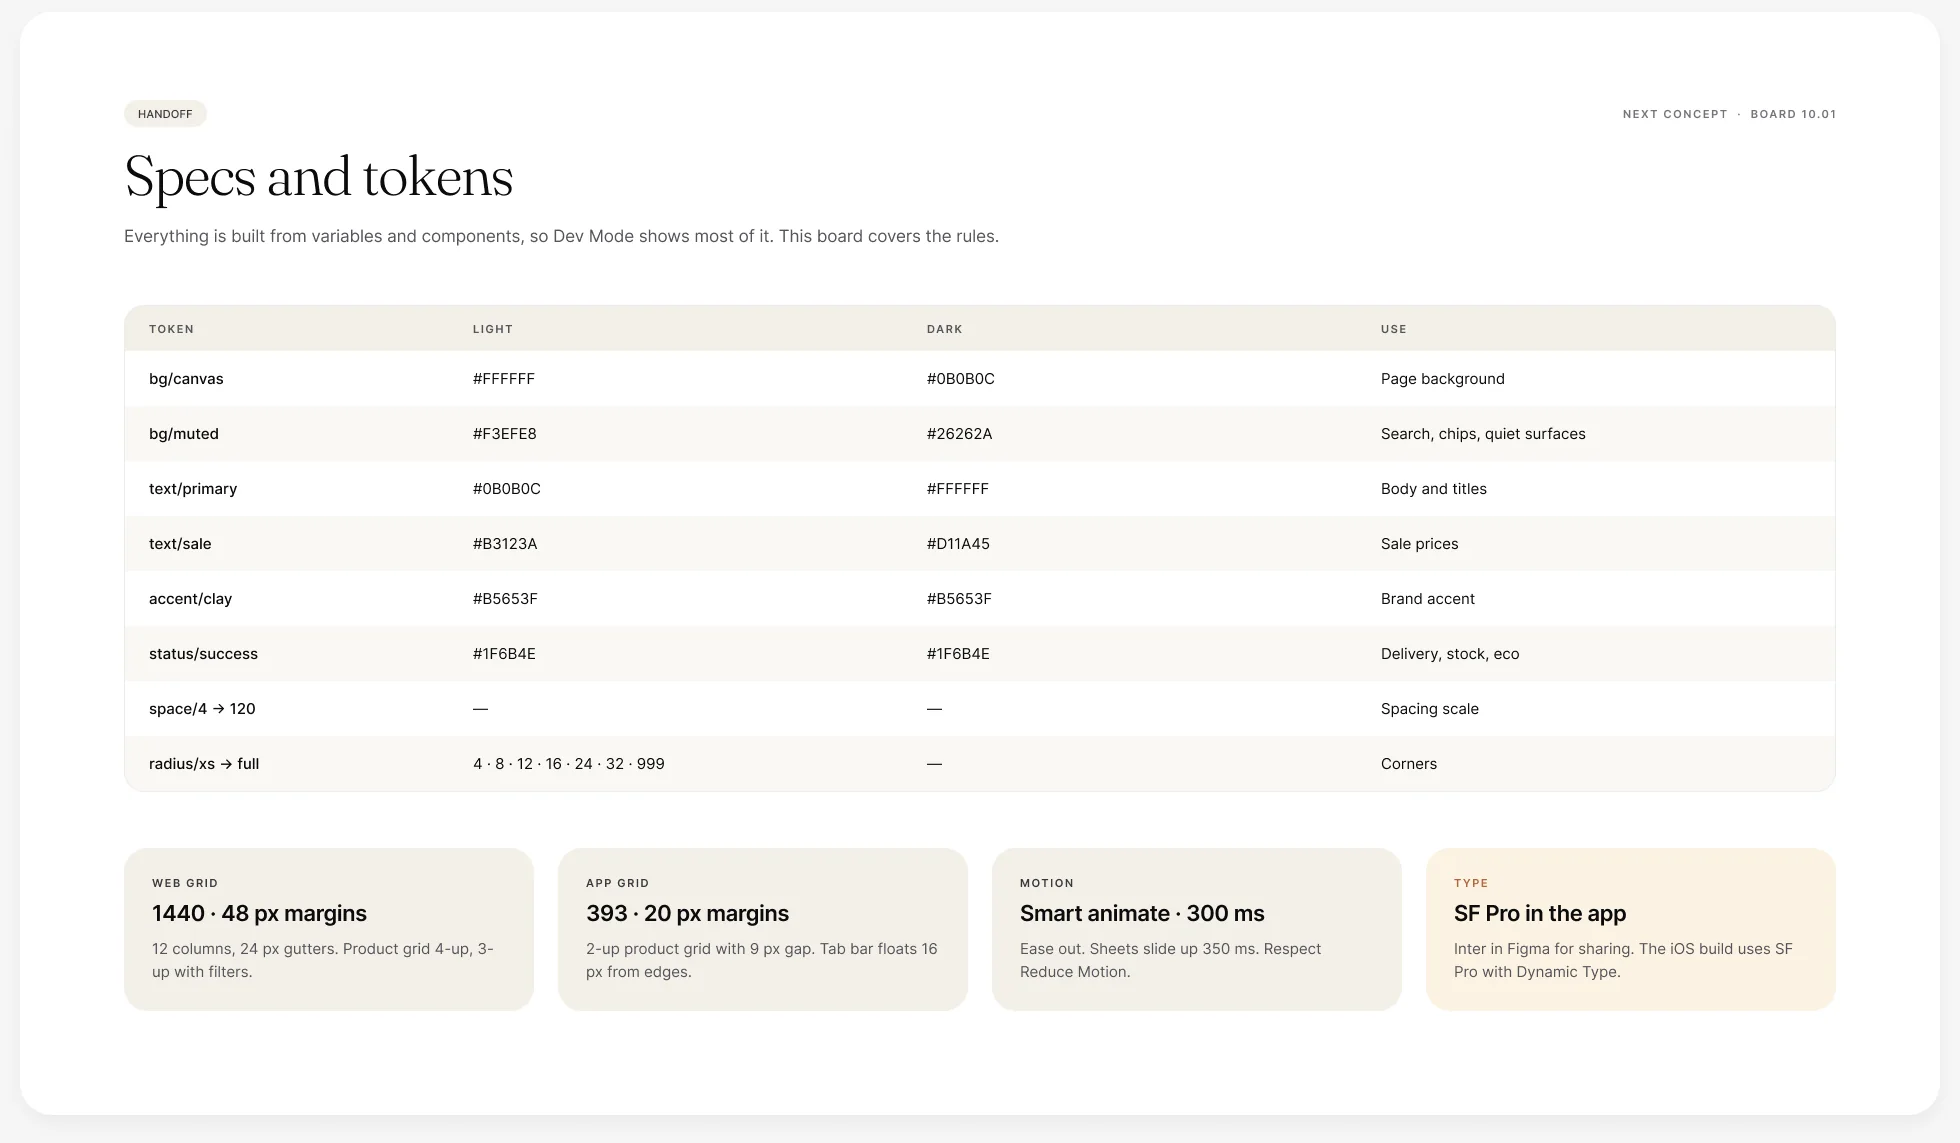 HANDOFF
NEXT CONCEPT · BOARD 10.01
Specs and tokens
Everything is built from variables and components, so Dev Mode shows most of it. This board covers the rules.
TOKEN LIGHT DARK USE
bg/canvas #FFFFFF #0B0B0C Page background
bg/muted #F3EFE8 #26262A Search, chips, quiet surfaces
text/primary #0B0B0C #FFFFFF Body and titles
text/sale #B3123A #D11A45 Sale prices
accent/clay #B5653F #B5653F Brand accent
status/success #1F6B4E #1F6B4E Delivery, stock, eco
space/4 → 120 — — Spacing scale
radius/xs → full 4 · 8 · 12 · 16 · 24 · 32 · 999 — Corners
WEB GRID
1440 · 48 px margins
12 columns, 24 px gutters. Product grid 4-up, 3-
up with filters.
APP GRID
393 · 20 px margins
2-up product grid with 9 px gap. Tab bar floats 16
px from edges.
MOTION
Smart animate · 300 ms
Ease out. Sheets slide up 350 ms. Respect
Reduce Motion.
TYPE
SF Pro in the app
Inter in Figma for sharing. The iOS build uses SF
Pro with Dynamic Type.